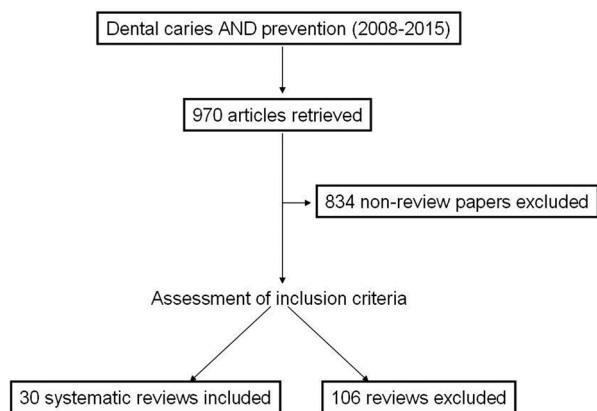 Dental caries AND prevention (2008-2015)
970 articles retrieved
834 non-review papers excluded
Assessment of inclusion criteria
30 systematic reviews included
106 reviews excluded